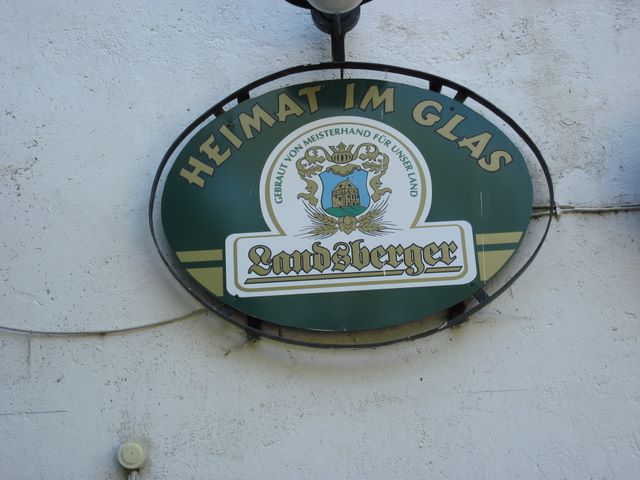 HEIMAT IM GLAS
GEBRAUT VON MEISTERHAND FÜR UNSER LAND
Landsberger